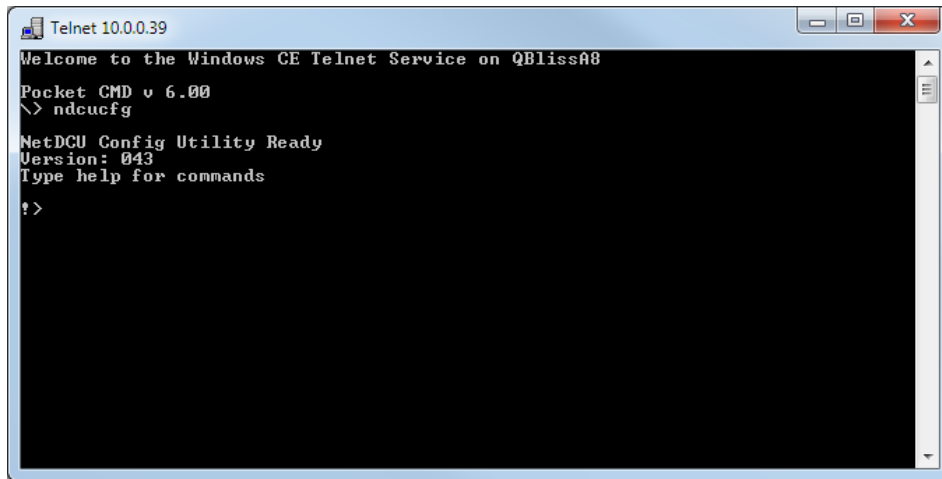 Telnet 10.0.0.39
Welcome to the Windows CE Telnet Service on QBlissA8
Pocket CMD v 6.00
\> ndcucfg
NetDCU Config Utility Ready
Version: 043
Type help for commands
!>